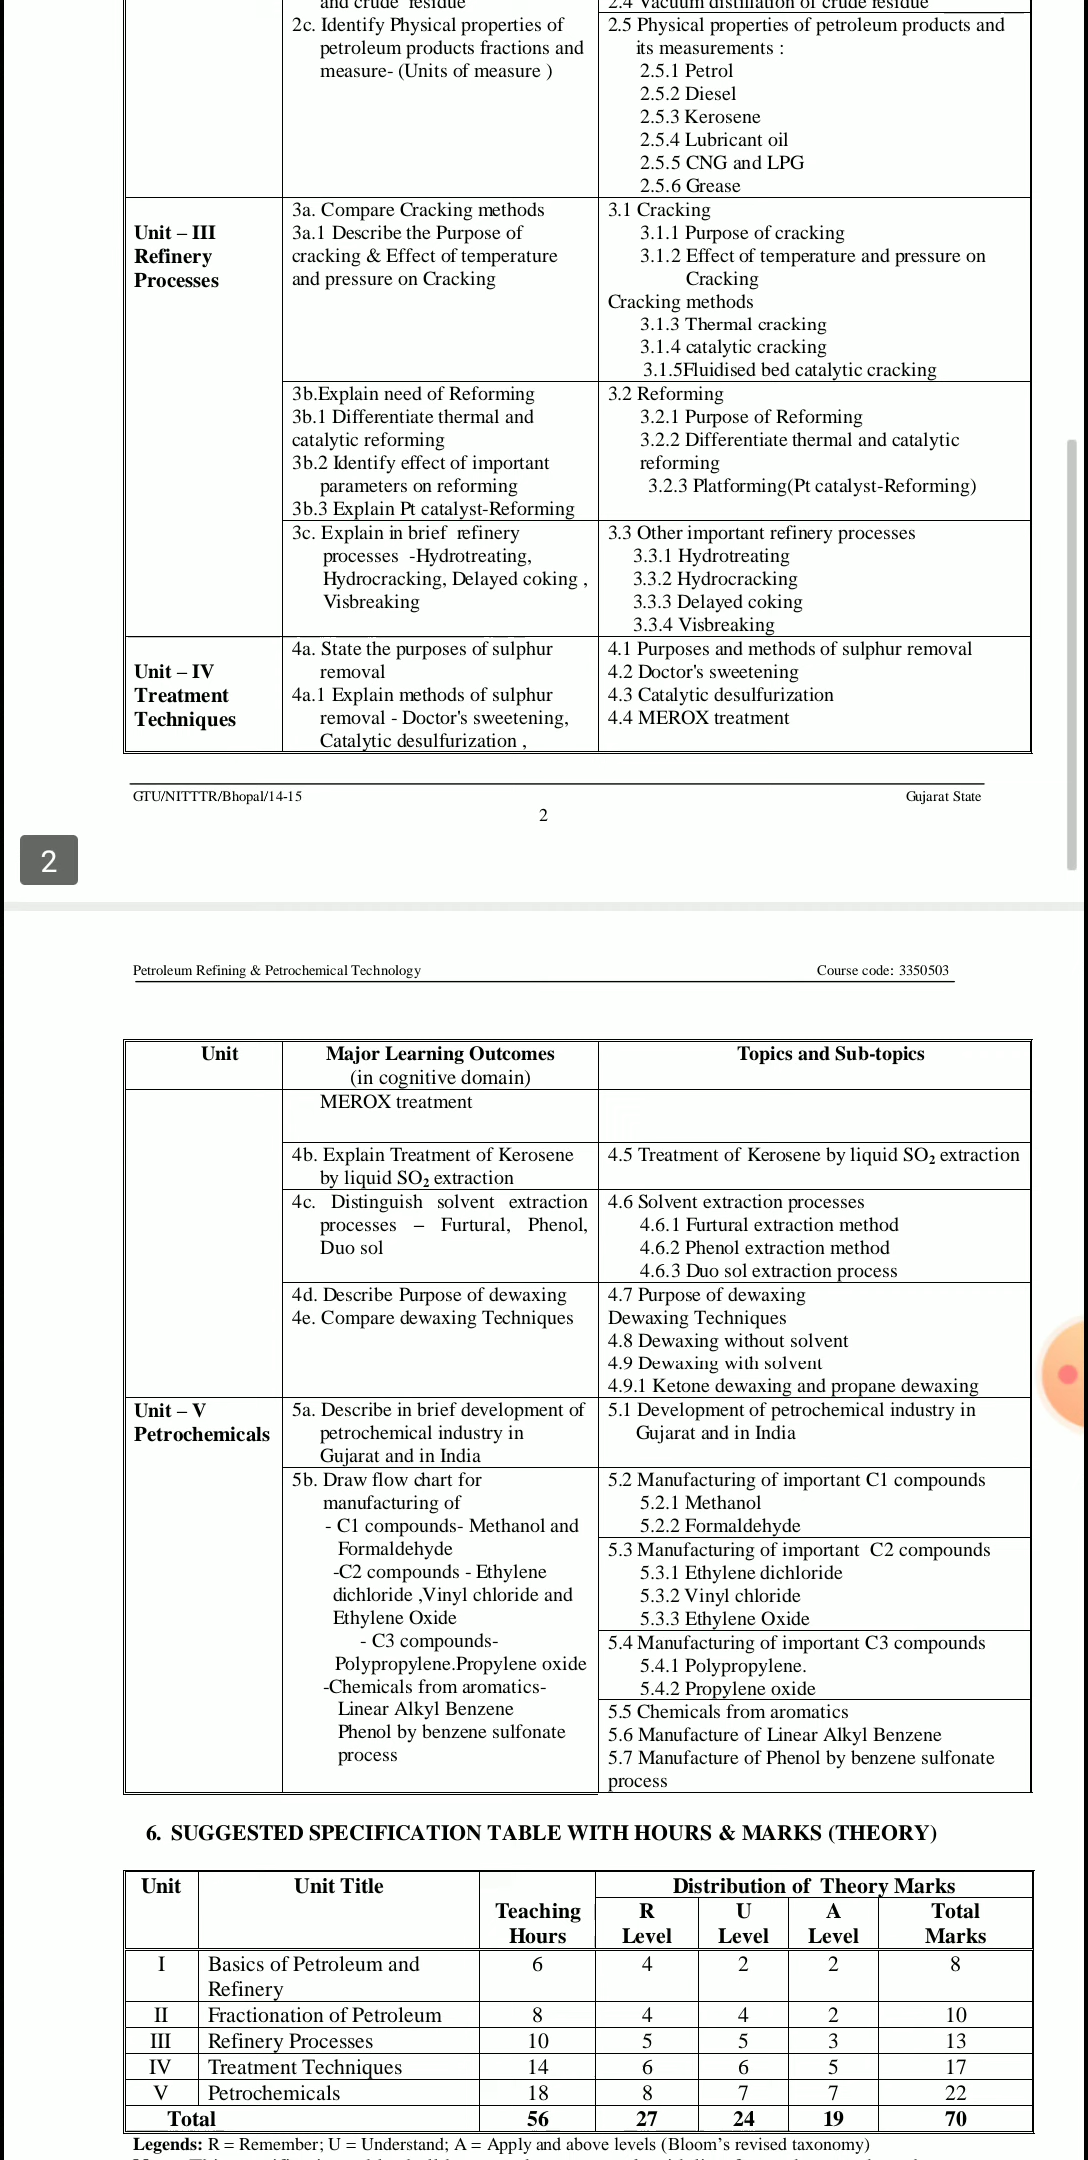 and crude residue
2.4 Vacuum distillation of crude residue
2c. Identify Physical properties of
petroleum products fractions and
measure- (Units of measure )
2.5 Physical properties of petroleum products and
its measurements :
2.5.1 Petrol
2.5.2 Diesel
2.5.3 Kerosene
2.5.4 Lubricant oil
2.5.5 CNG and LPG
2.5.6 Grease
Unit – III
Refinery
Processes
3a. Compare Cracking methods
3a.1 Describe the Purpose of
cracking & Effect of temperature
and pressure on Cracking
3.1 Cracking
3.1.1 Purpose of cracking
3.1.2 Effect of temperature and pressure on
Cracking
Cracking methods
3.1.3 Thermal cracking
3.1.4 catalytic cracking
3.1.5Fluidised bed catalytic cracking
3b.Explain need of Reforming
3b.1 Differentiate thermal and
catalytic reforming
3b.2 Identify effect of important
parameters on reforming
3b.3 Explain Pt catalyst-Reforming
3.2 Reforming
3.2.1 Purpose of Reforming
3.2.2 Differentiate thermal and catalytic
reforming
3.2.3 Platforming(Pt catalyst-Reforming)
3c. Explain in brief refinery
processes -Hydrotreating,
Hydrocracking, Delayed coking ,
Visbreaking
3.3 Other important refinery processes
3.3.1 Hydrotreating
3.3.2 Hydrocracking
3.3.3 Delayed coking
3.3.4 Visbreaking
Unit – IV
Treatment
Techniques
4a. State the purposes of sulphur
removal
4a.1 Explain methods of sulphur
removal - Doctor's sweetening,
Catalytic desulfurization ,
4.1 Purposes and methods of sulphur removal
4.2 Doctor's sweetening
4.3 Catalytic desulfurization
4.4 MEROX treatment
GTU/NITTTR/Bhopal/14-15 Gujarat State
2
2
Petroleum Refining & Petrochemical Technology Course code: 3350503
Unit Major Learning Outcomes Topics and Sub-topics
(in cognitive domain)
MEROX treatment
4b. Explain Treatment of Kerosene
by liquid SO₂ extraction
4.5 Treatment of Kerosene by liquid SO₂ extraction
4c. Distinguish solvent extraction
processes – Furtural, Phenol,
Duo sol
4.6 Solvent extraction processes
4.6.1 Furtural extraction method
4.6.2 Phenol extraction method
4.6.3 Duo sol extraction process
4d. Describe Purpose of dewaxing
4e. Compare dewaxing Techniques
4.7 Purpose of dewaxing
Dewaxing Techniques
4.8 Dewaxing without solvent
4.9 Dewaxing with solvent
4.9.1 Ketone dewaxing and propane dewaxing
Unit – V
Petrochemicals
5a. Describe in brief development of
petrochemical industry in
Gujarat and in India
5.1 Development of petrochemical industry in
Gujarat and in India
5b. Draw flow chart for
manufacturing of
- C1 compounds- Methanol and
Formaldehyde
-C2 compounds - Ethylene
dichloride ,Vinyl chloride and
Ethylene Oxide
- C3 compounds-
Polypropylene.Propylene oxide
-Chemicals from aromatics-
Linear Alkyl Benzene
Phenol by benzene sulfonate
process
5.2 Manufacturing of important C1 compounds
5.2.1 Methanol
5.2.2 Formaldehyde
5.3 Manufacturing of important C2 compounds
5.3.1 Ethylene dichloride
5.3.2 Vinyl chloride
5.3.3 Ethylene Oxide
5.4 Manufacturing of important C3 compounds
5.4.1 Polypropylene.
5.4.2 Propylene oxide
5.5 Chemicals from aromatics
5.6 Manufacture of Linear Alkyl Benzene
5.7 Manufacture of Phenol by benzene sulfonate
process
6. SUGGESTED SPECIFICATION TABLE WITH HOURS & MARKS (THEORY)
Unit Unit Title Distribution of Theory Marks
Teaching R U A Total
Hours Level Level Level Marks
I Basics of Petroleum and 6 4 2 2 8
Refinery
II Fractionation of Petroleum 8 4 4 2 10
III Refinery Processes 10 5 5 3 13
IV Treatment Techniques 14 6 6 5 17
V Petrochemicals 18 8 7 7 22
Total 56 27 24 19 70
Legends: R = Remember; U = Understand; A = Apply and above levels (Bloom's revised taxonomy)